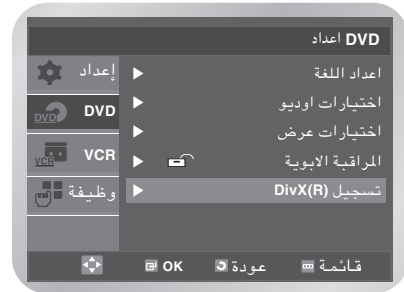 DVD اعداد
إعداد
DVD
VCR
وظيفة
اعداد اللغة
اختيارات اوديو
اختيارات عرض
المراقبة الابوية
تسجيل DivX(R)
OK
عودة
قائمة